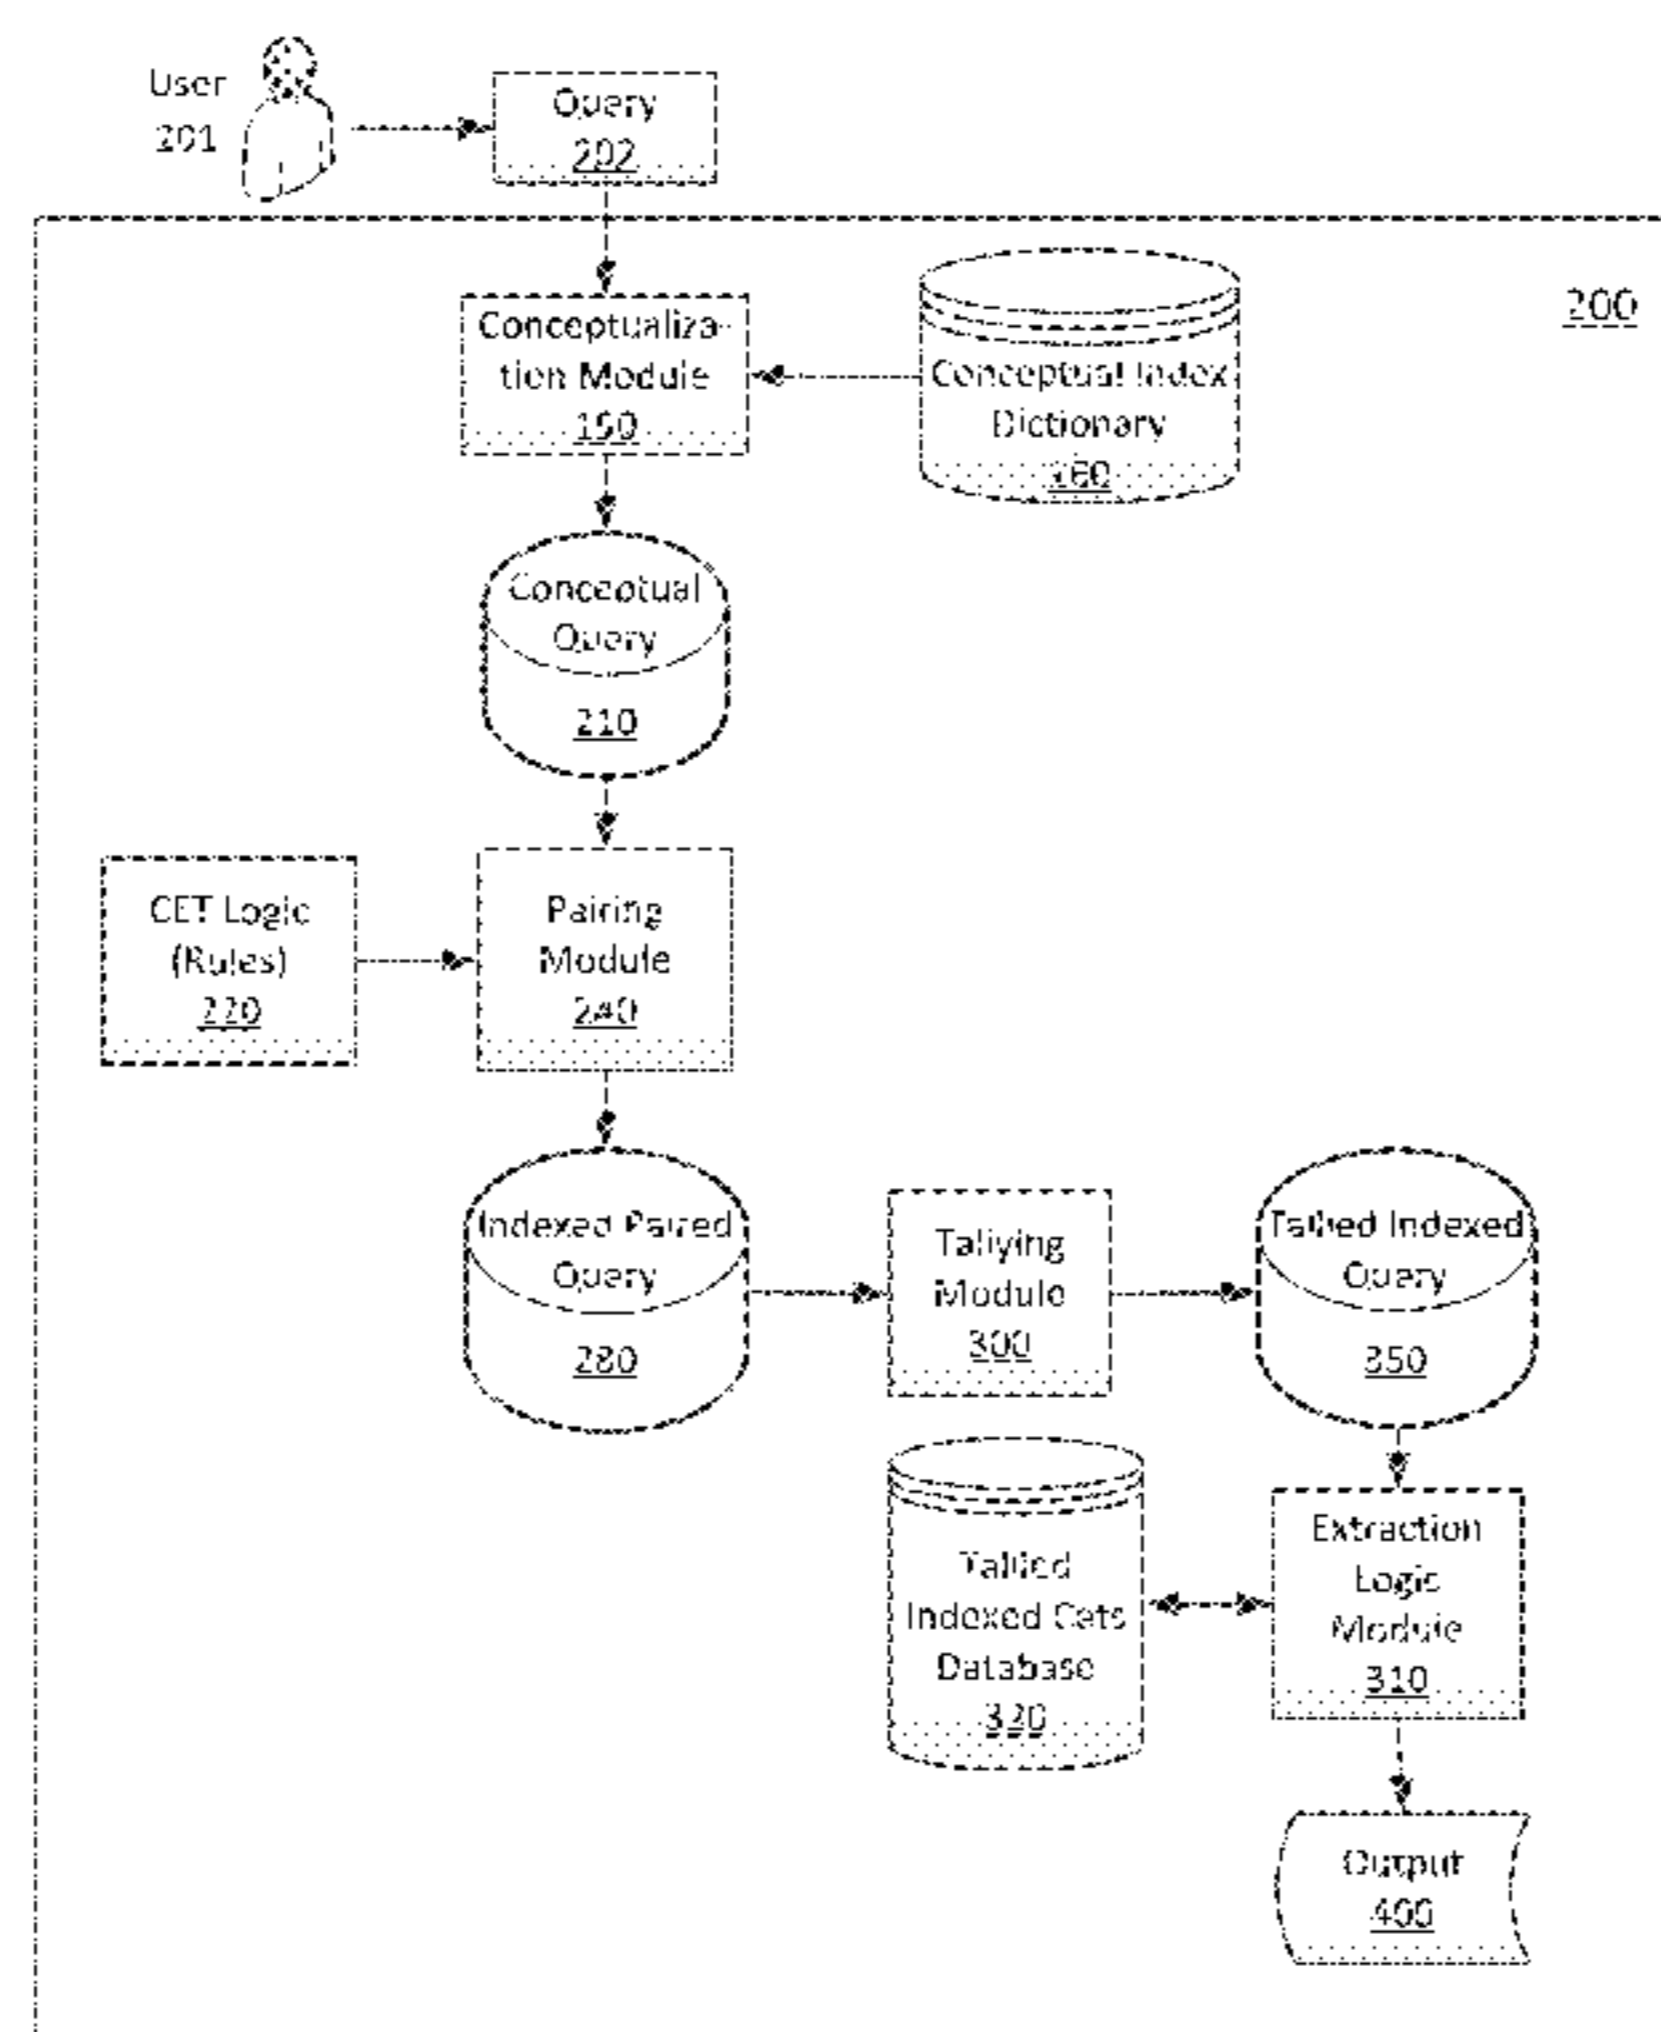 User
201
Query
202
200
Conceptualiza-
tion Module
190
Conceptual Index
Dictionary
160
Conceptual
Query
210
CET Logic
(Rules)
220
Pairing
Module
240
Indexed Paired
Query
280
Tallying
Module
300
Tallied Indexed
Query
350
Tallied
Indexed Cets
Database
320
Extraction
Logic
Module
310
Output
400